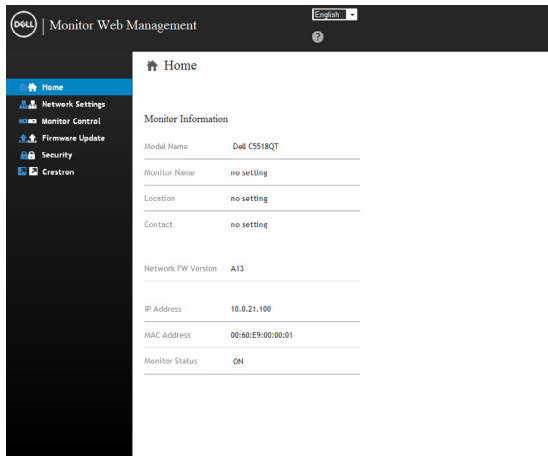 DELL | Monitor Web Management
English
?
Home
Home
Network Settings
Monitor Control
Firmware Update
Security
Crestron
Monitor Information
Model Name Dell C5518QT
Monitor Name no setting
Location no setting
Contact no setting
Network FW Version A13
IP Address 10.0.21.100
MAC Address 00:60:E9:00:00:01
Monitor Status ON